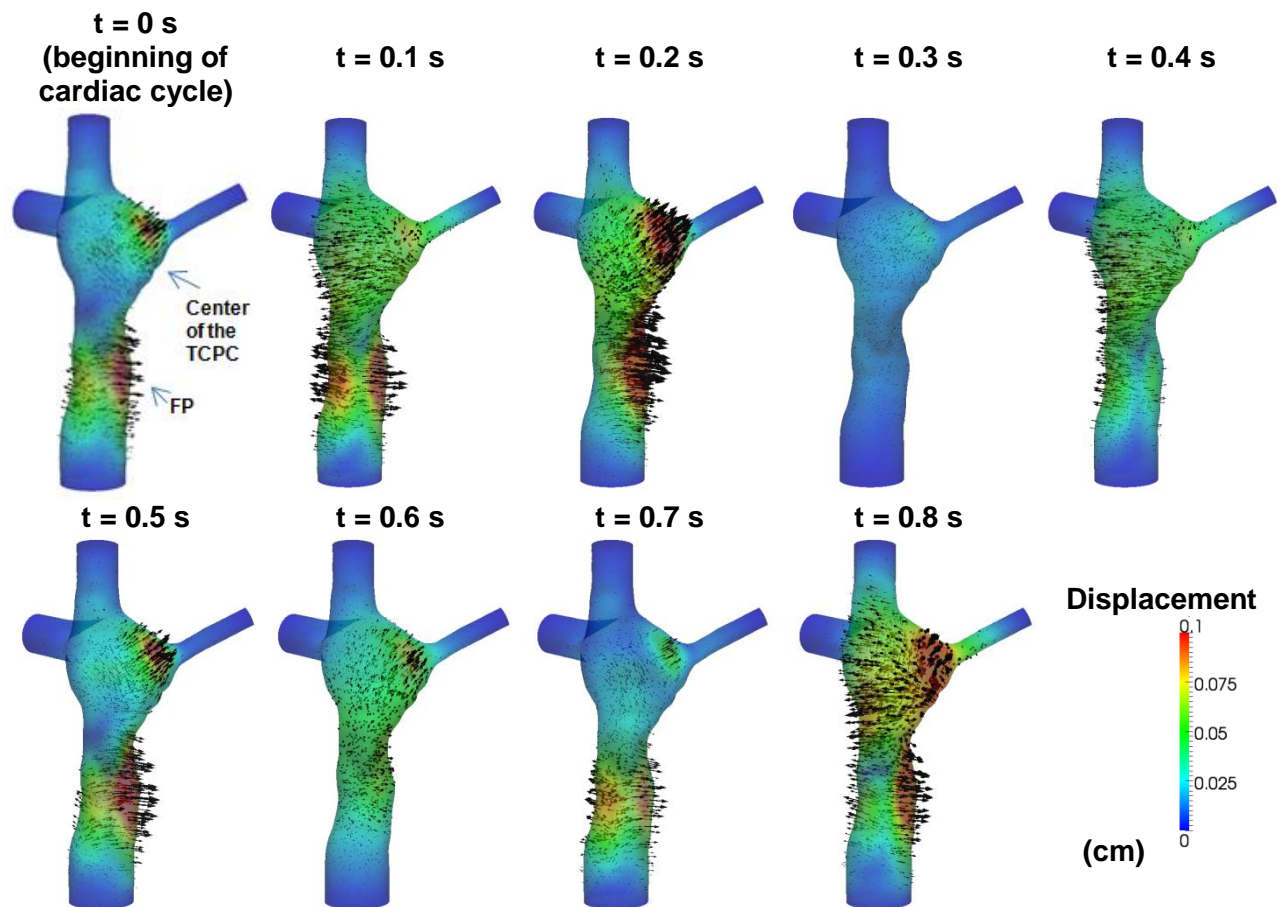 t = 0 s
(beginning of
cardiac cycle)
t = 0.1 s
t = 0.2 s
t = 0.3 s
t = 0.4 s
Center
of the
TCPC
FP
t = 0.5 s
t = 0.6 s
t = 0.7 s
t = 0.8 s
Displacement
0.1
0.075
0.05
0.025
0
(cm)